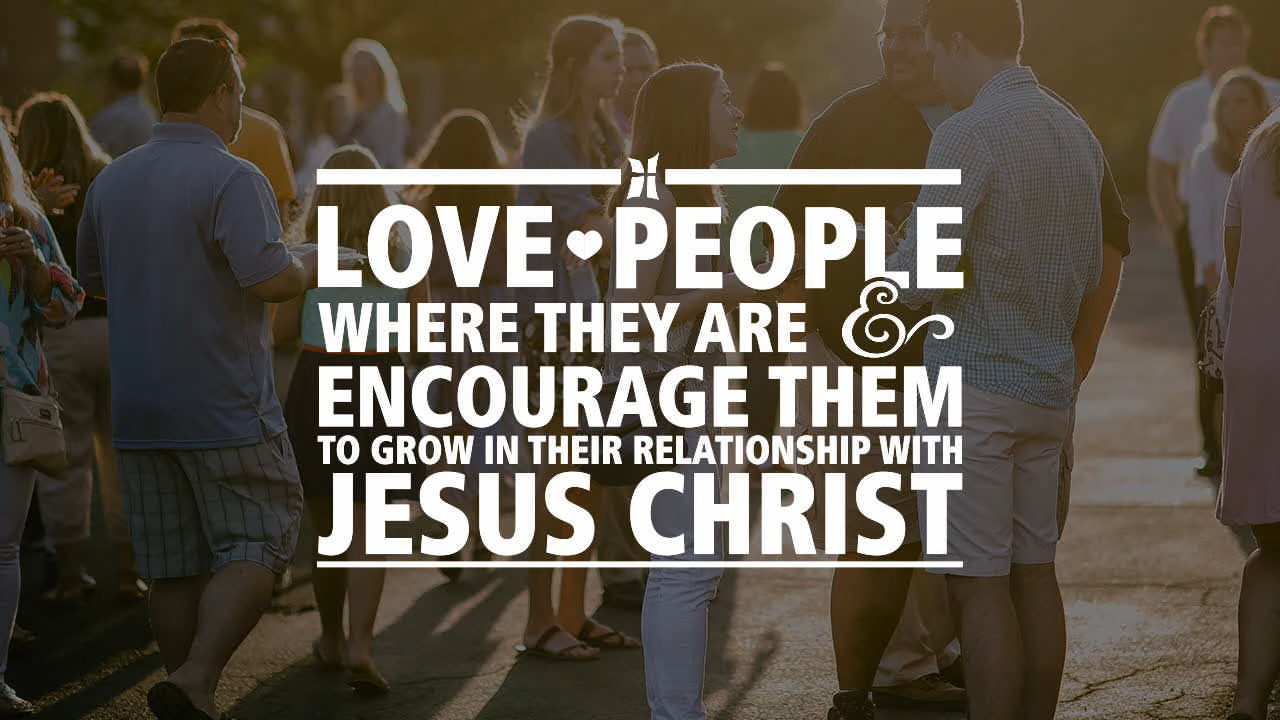 LOVE PEOPLE
WHERE THEY ARE &
ENCOURAGE THEM
TO GROW IN THEIR RELATIONSHIP WITH
JESUS CHRIST